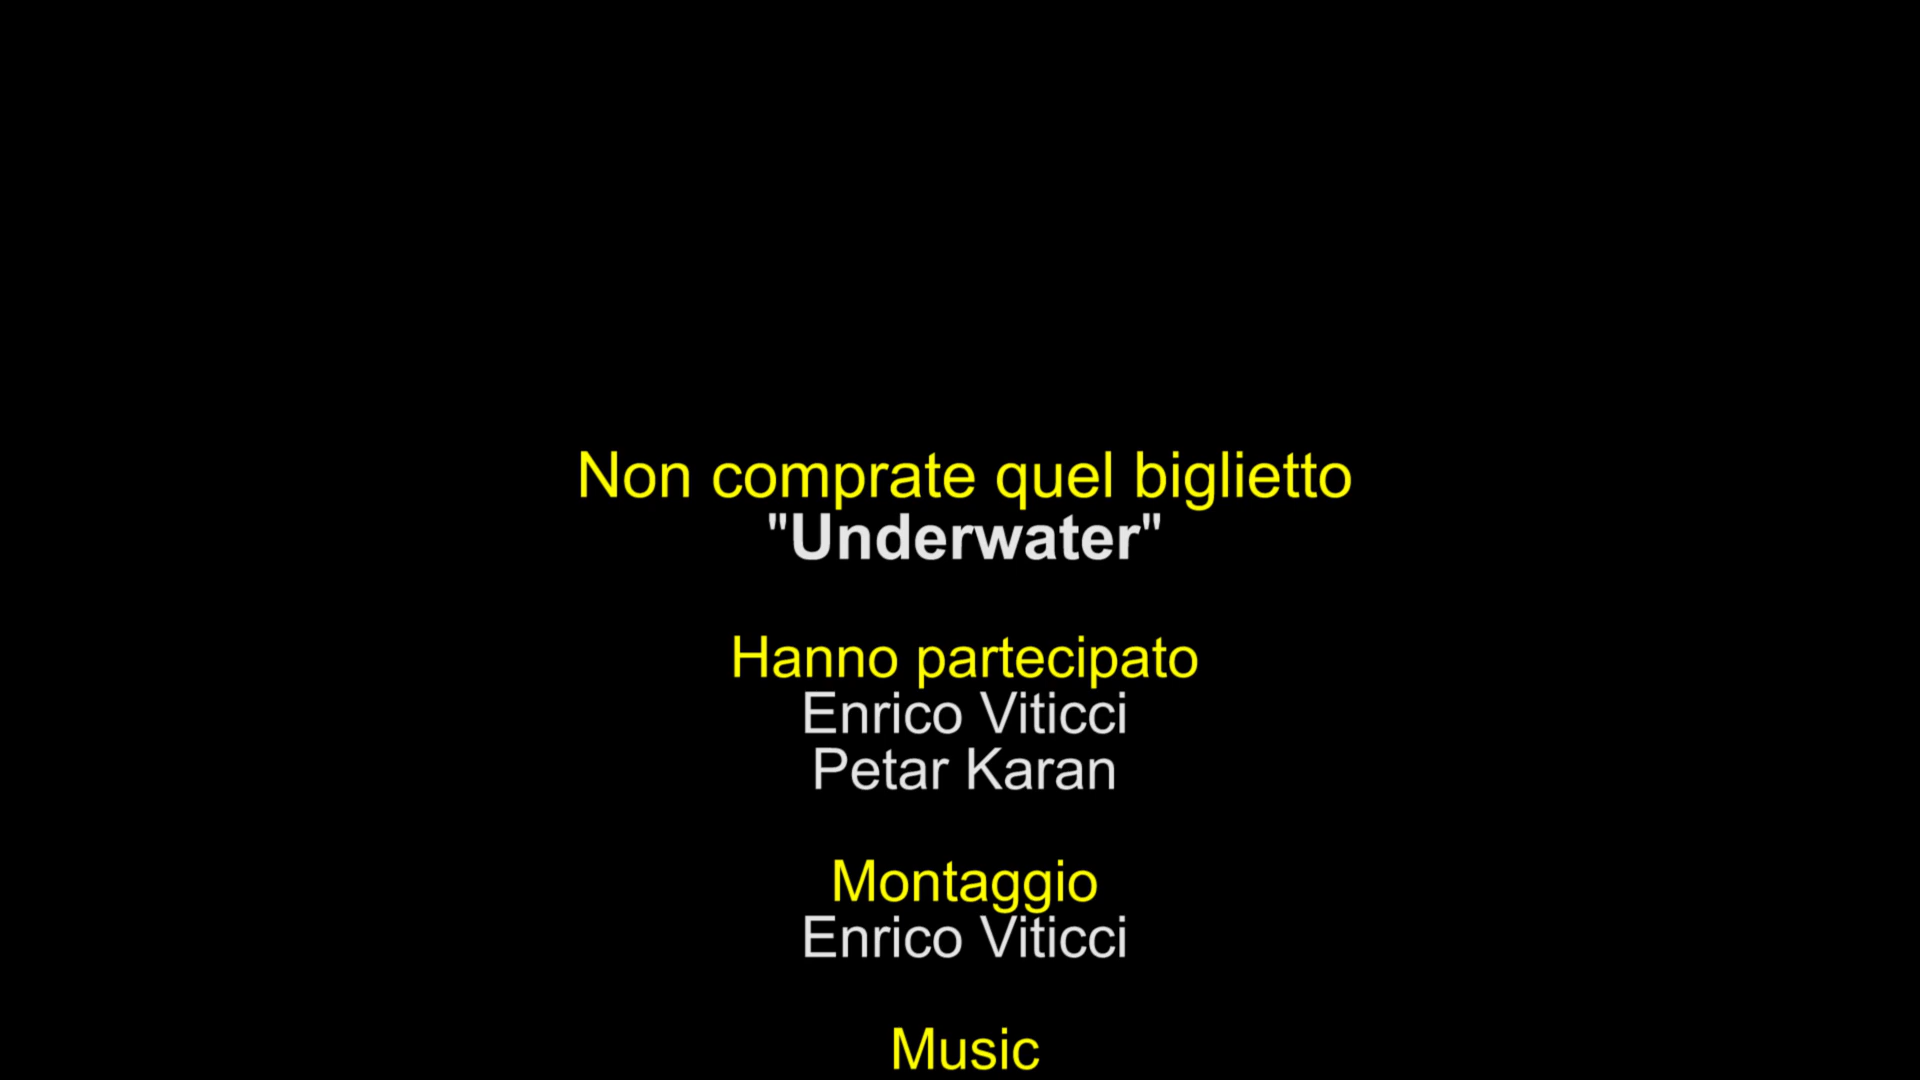 Non comprate quel biglietto
"Underwater"
Hanno partecipato
Enrico Viticci
Petar Karan
Montaggio
Enrico Viticci
Music